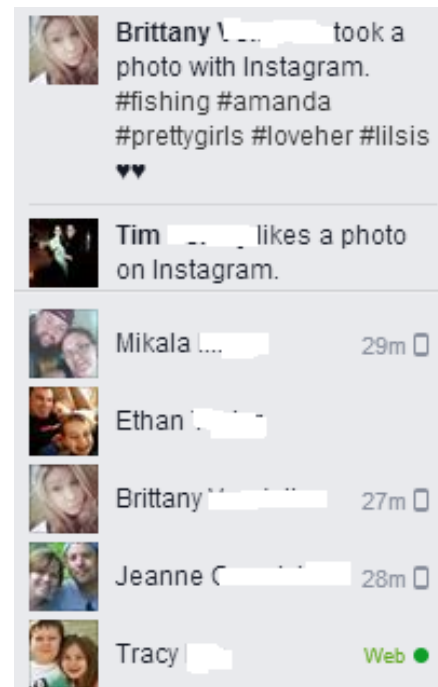 Brittany took a
photo with Instagram.
#fishing #amanda
#prettygirls #loveher #lilsis
♥♥
Tim likes a photo
on Instagram.
Mikala 29m
Ethan
Brittany 27m
Jeanne 28m
Tracy Web